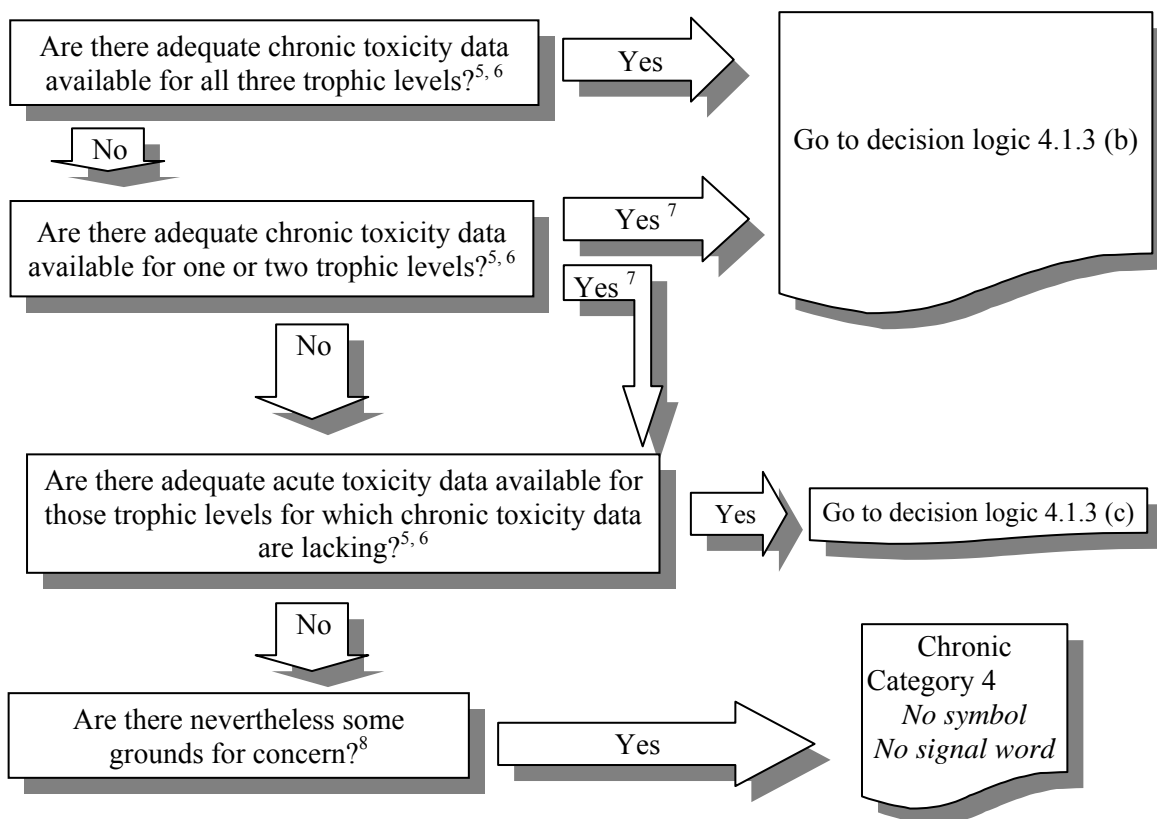 Are there adequate chronic toxicity data
available for all three trophic levels?5, 6
Yes
Go to decision logic 4.1.3 (b)
No
Are there adequate chronic toxicity data
available for one or two trophic levels?5, 6
Yes 7
Yes 7
No
Are there adequate acute toxicity data available for
those trophic levels for which chronic toxicity data
are lacking?5, 6
Yes
Go to decision logic 4.1.3 (c)
No
Are there nevertheless some
grounds for concern?8
Yes
Chronic
Category 4
No symbol
No signal word